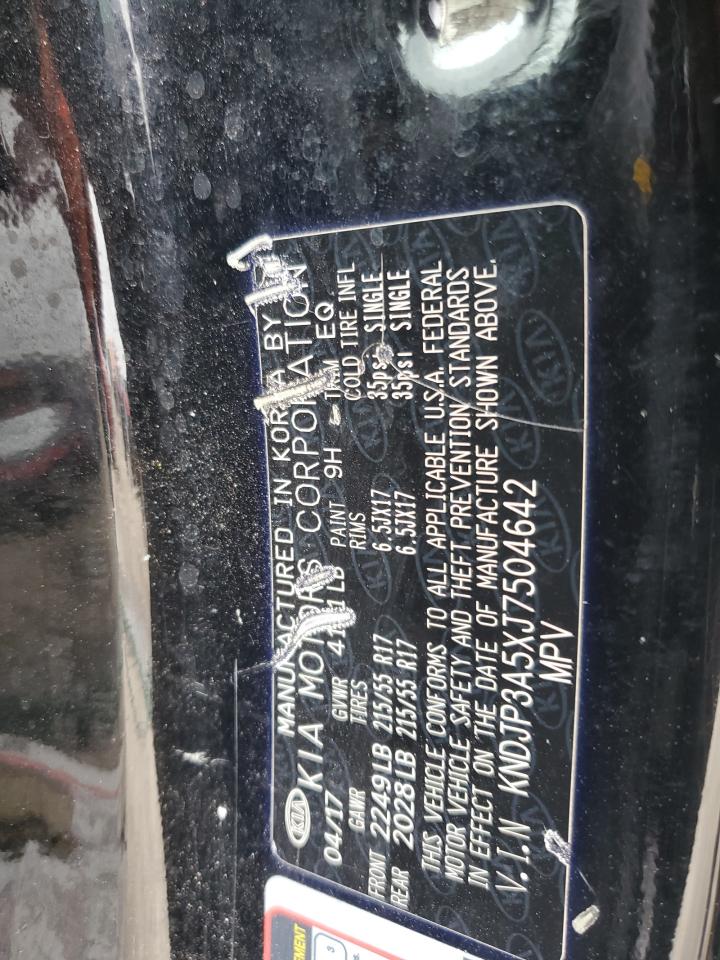 KIA MANUFACTURED IN KOREA BY
KIA MOTORS CORPORATION
04/17 GVWR LB PAINT 9H TRIM EQ
GAWR TIRES RIMS COLD TIRE INFL
FRONT 2249LB 215/55 R17 6.5JX17 35psi SINGLE
REAR 2028LB 215/55 R17 6.5JX17 35psi SINGLE
THIS VEHICLE CONFORMS TO ALL APPLICABLE U.S.A. FEDERAL
MOTOR VEHICLE SAFETY AND THEFT PREVENTION STANDARDS
IN EFFECT ON THE DATE OF MANUFACTURE SHOWN ABOVE.
V.I.N KNDJP3A5XJ7504642
MPV
3